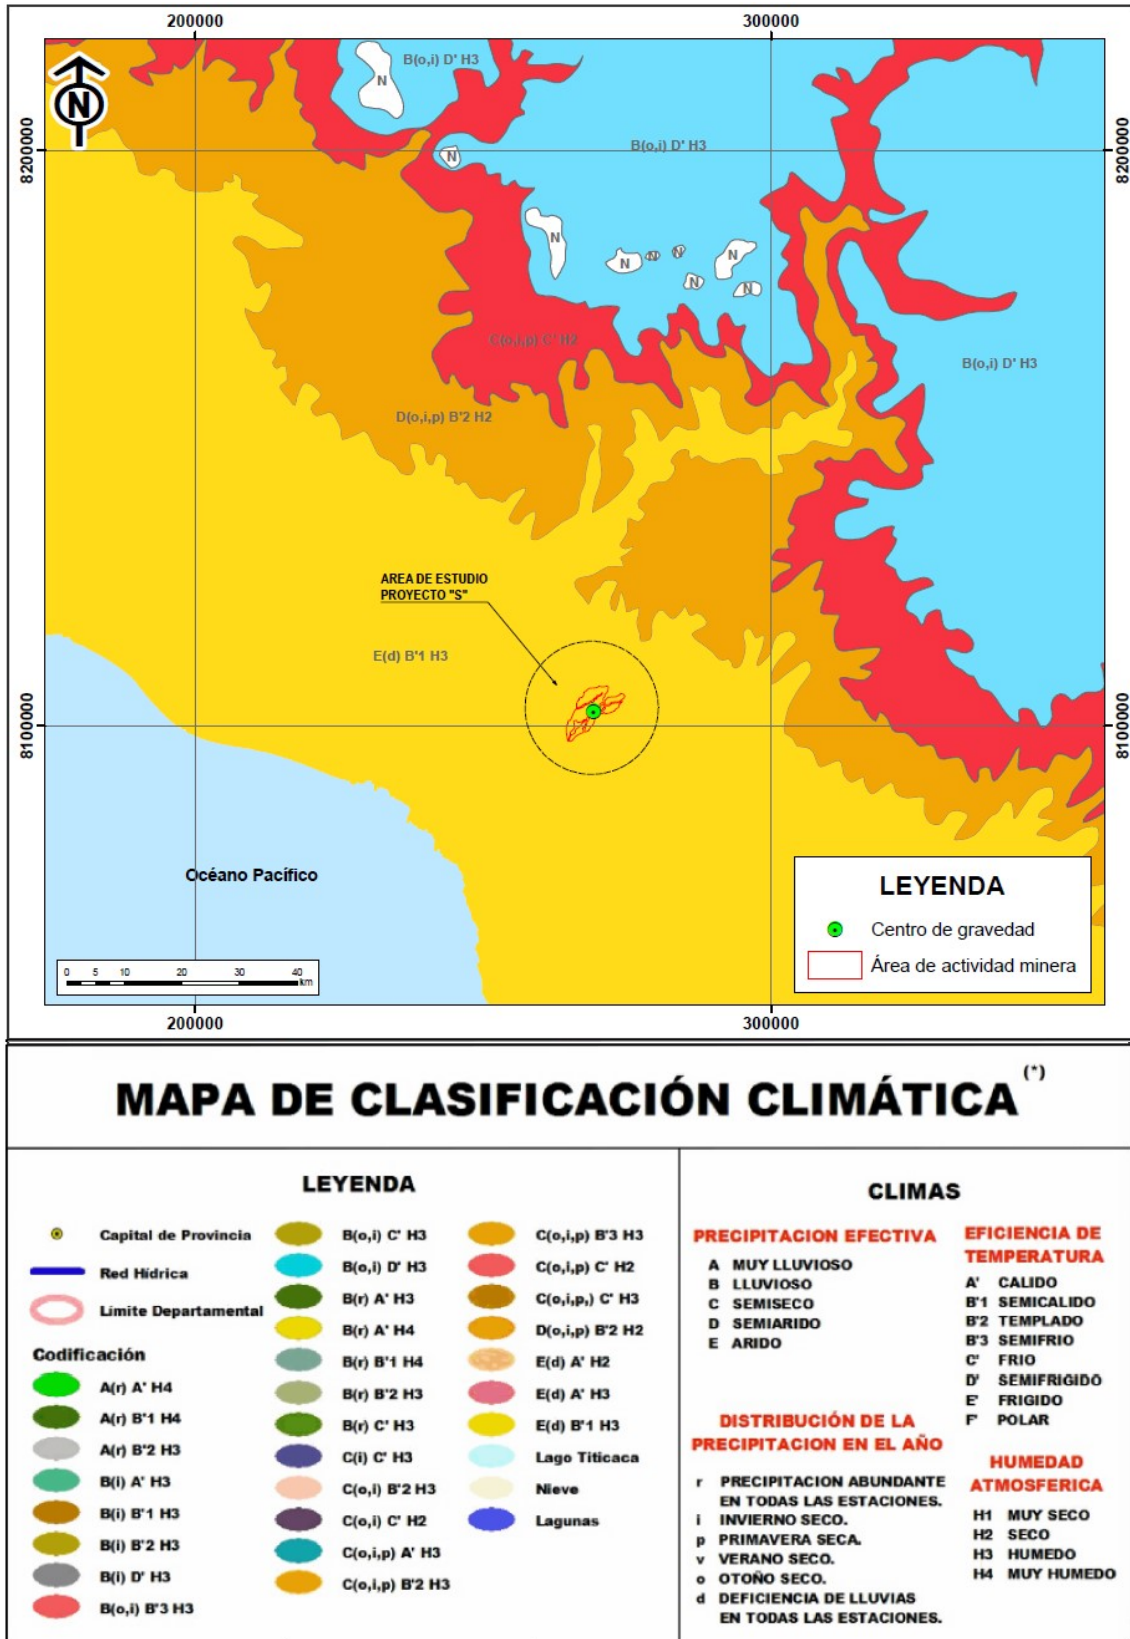 200000
300000
N
B(o,i) D' H3
N
8200000
8200000
N
B(o,i) D' H3
N
N
N
N
N
N
N
C(o,i,p) C' H2
B(o,i) D' H3
D(o,i,p) B'2 H2
AREA DE ESTUDIO
PROYECTO "S"
E(d) B'1 H3
8100000
8100000
Océano Pacífico
LEYENDA
Centro de gravedad
Área de actividad minera
0 5 10 20 30 40
km
200000
300000
MAPA DE CLASIFICACIÓN CLIMÁTICA (*)
LEYENDA
Capital de Provincia
Red Hídrica
Límite Departamental
Codificación
A(r) A' H4
A(r) B'1 H4
A(r) B'2 H3
B(i) A' H3
B(i) B'1 H3
B(i) B'2 H3
B(i) D' H3
B(o,i) B'3 H3
B(o,i) C' H3
B(o,i) D' H3
B(r) A' H3
B(r) A' H4
B(r) B'1 H4
B(r) B'2 H3
B(r) C' H3
C(i) C' H3
C(o,i) B'2 H3
C(o,i) C' H2
C(o,i,p) A' H3
C(o,i,p) B'2 H3
C(o,i,p) B'3 H3
C(o,i,p) C' H2
C(o,i,p,) C' H3
D(o,i,p) B'2 H2
E(d) A' H2
E(d) A' H3
E(d) B'1 H3
Lago Titicaca
Nieve
Lagunas
CLIMAS
PRECIPITACION EFECTIVA
A MUY LLUVIOSO
B LLUVIOSO
C SEMISECO
D SEMIARIDO
E ARIDO
DISTRIBUCIÓN DE LA
PRECIPITACION EN EL AÑO
r PRECIPITACION ABUNDANTE
EN TODAS LAS ESTACIONES.
i INVIERNO SECO.
p PRIMAVERA SECA.
v VERANO SECO.
o OTOÑO SECO.
d DEFICIENCIA DE LLUVIAS
EN TODAS LAS ESTACIONES.
EFICIENCIA DE
TEMPERATURA
A' CALIDO
B'1 SEMICALIDO
B'2 TEMPLADO
B'3 SEMIFRIO
C' FRIO
D' SEMIFRIGIDO
E' FRIGIDO
F' POLAR
HUMEDAD
ATMOSFERICA
H1 MUY SECO
H2 SECO
H3 HUMEDO
H4 MUY HUMEDO